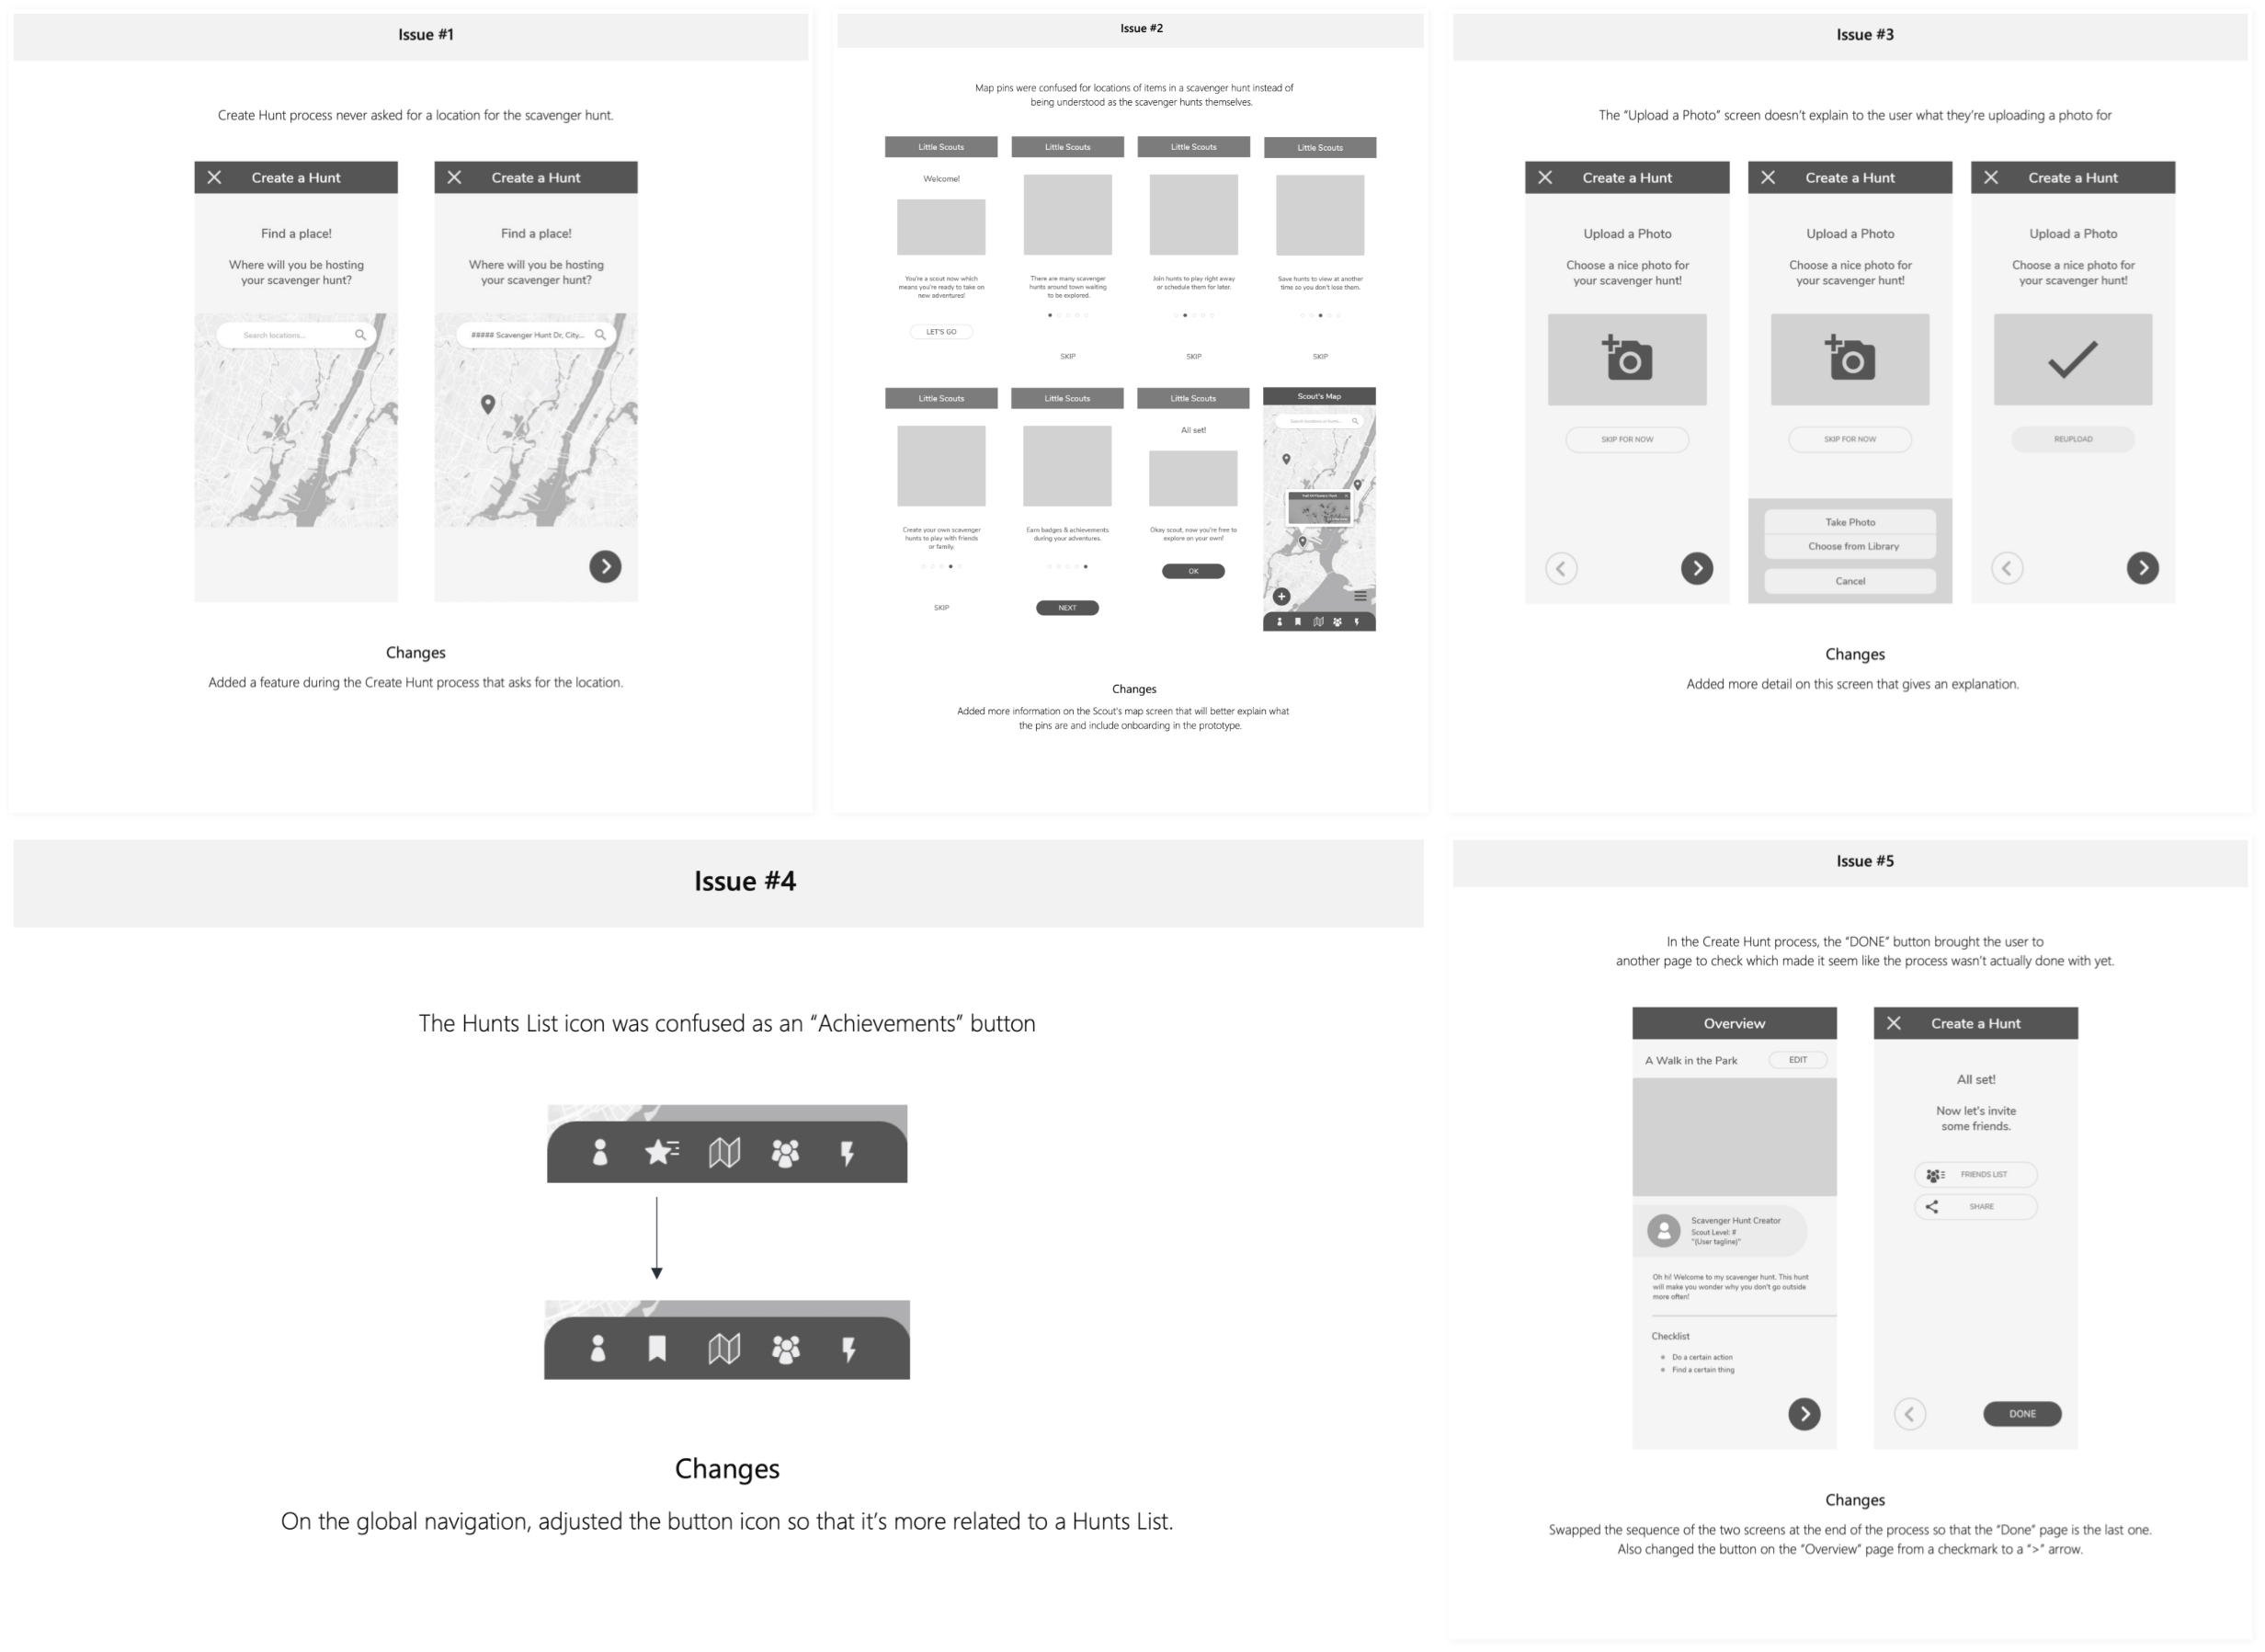 Issue #1
Create Hunt process never asked for a location for the scavenger hunt.
Create a Hunt
Find a place!
Where will you be hosting
your scavenger hunt?
Search locations...
Create a Hunt
Find a place!
Where will you be hosting
your scavenger hunt?
##### Scavenger Hunt Dr, City...
Changes
Added a feature during the Create Hunt process that asks for the location.
Issue #2
Map pins were confused for locations of items in a scavenger hunt instead of
being understood as the scavenger hunts themselves.
Little Scouts
Welcome!
You're a scout now which
means you're ready to take on
new adventures!
LET'S GO
Little Scouts
There are many scavenger
hunts around town waiting
to be explored.
SKIP
Little Scouts
Join hunts to play right away
or schedule them for later.
SKIP
Little Scouts
Save hunts to view at another
time so you don't lose them.
SKIP
Little Scouts
Create your own scavenger
hunts to play with friends
or family.
SKIP
Little Scouts
Earn badges & achievements
during your adventures.
NEXT
Little Scouts
All set!
Okay scout, now you're free to
explore on your own!
OK
Scout's Map
Search locations or hunts...
Changes
Added more information on the Scout's map screen that will better explain what
the pins are and include onboarding in the prototype.
Issue #3
The “Upload a Photo” screen doesn’t explain to the user what they’re uploading a photo for
Create a Hunt
Upload a Photo
Choose a nice photo for
your scavenger hunt!
SKIP FOR NOW
Create a Hunt
Upload a Photo
Choose a nice photo for
your scavenger hunt!
SKIP FOR NOW
Take Photo
Choose from Library
Cancel
Create a Hunt
Upload a Photo
Choose a nice photo for
your scavenger hunt!
REUPLOAD
Changes
Added more detail on this screen that gives an explanation.
Issue #4
The Hunts List icon was confused as an “Achievements” button
Changes
On the global navigation, adjusted the button icon so that it’s more related to a Hunts List.
Issue #5
In the Create Hunt process, the “DONE” button brought the user to
another page to check which made it seem like the process wasn’t actually done with yet.
Overview
A Walk in the Park
EDIT
Scavenger Hunt Creator
Scout Level: #
"(User tagline)"
Oh hi! Welcome to my scavenger hunt. This hunt
will make you wonder why you don't go outside
more often!
Checklist
Do a certain action
Find a certain thing
Create a Hunt
All set!
Now let's invite
some friends.
FRIENDS LIST
SHARE
DONE
Changes
Swapped the sequence of the two screens at the end of the process so that the “Done” page is the last one.
Also changed the button on the “Overview” page from a checkmark to a “>” arrow.